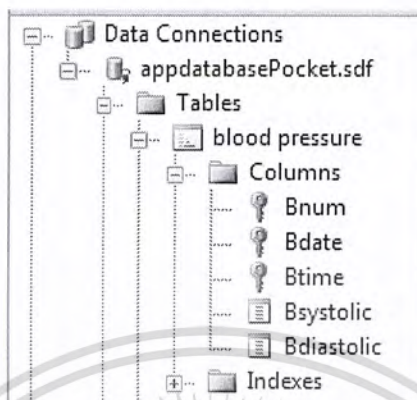 Data Connections
appdatabasePocket.sdf
Tables
blood pressure
Columns
Bnum
Bdate
Btime
Bsystolic
Bdiastolic
Indexes